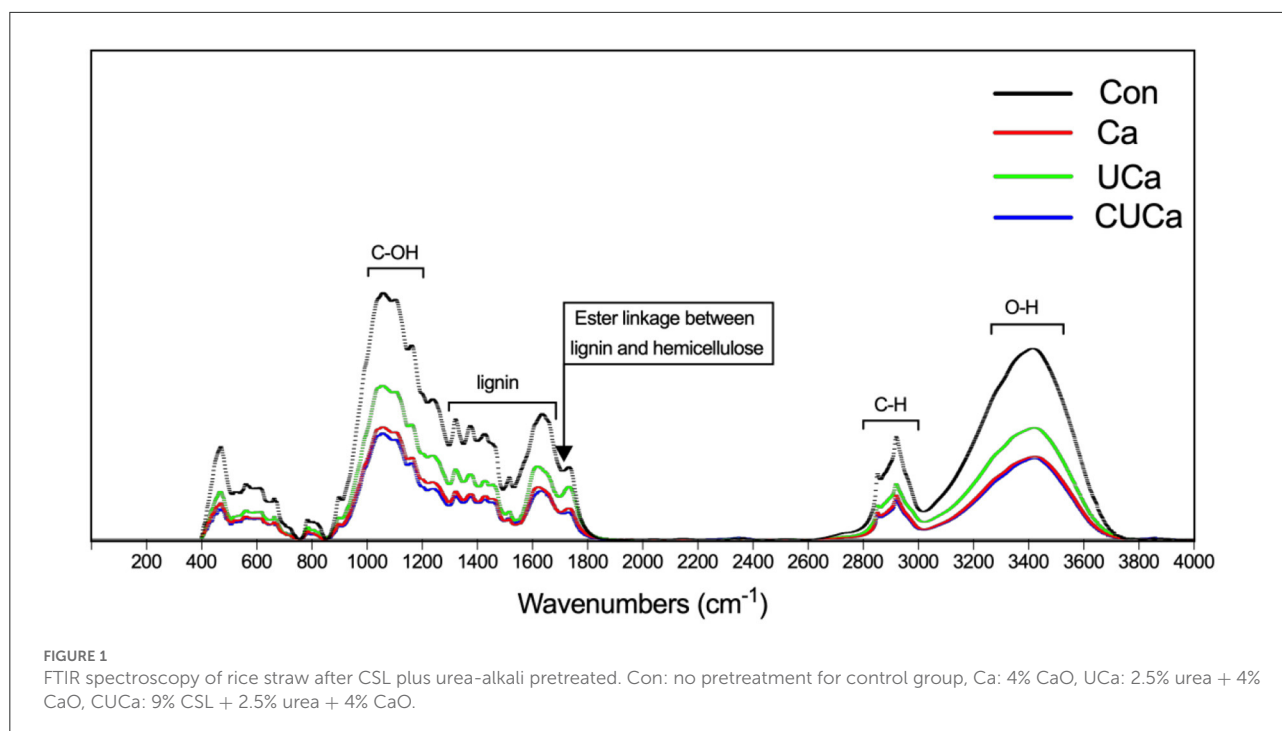 Con
Ca
UCa
CUCa
C-OH
Ester linkage between
lignin and hemicellulose
O-H
lignin
C-H
200 400 600 800 1000 1200 1400 1600 1800 2000 2200 2400 2600 2800 3000 3200 3400 3600 3800 4000
Wavenumbers (cm⁻¹)
FIGURE 1
FTIR spectroscopy of rice straw after CSL plus urea-alkali pretreated. Con: no pretreatment for control group, Ca: 4% CaO, UCa: 2.5% urea + 4%
CaO, CUCa: 9% CSL + 2.5% urea + 4% CaO.